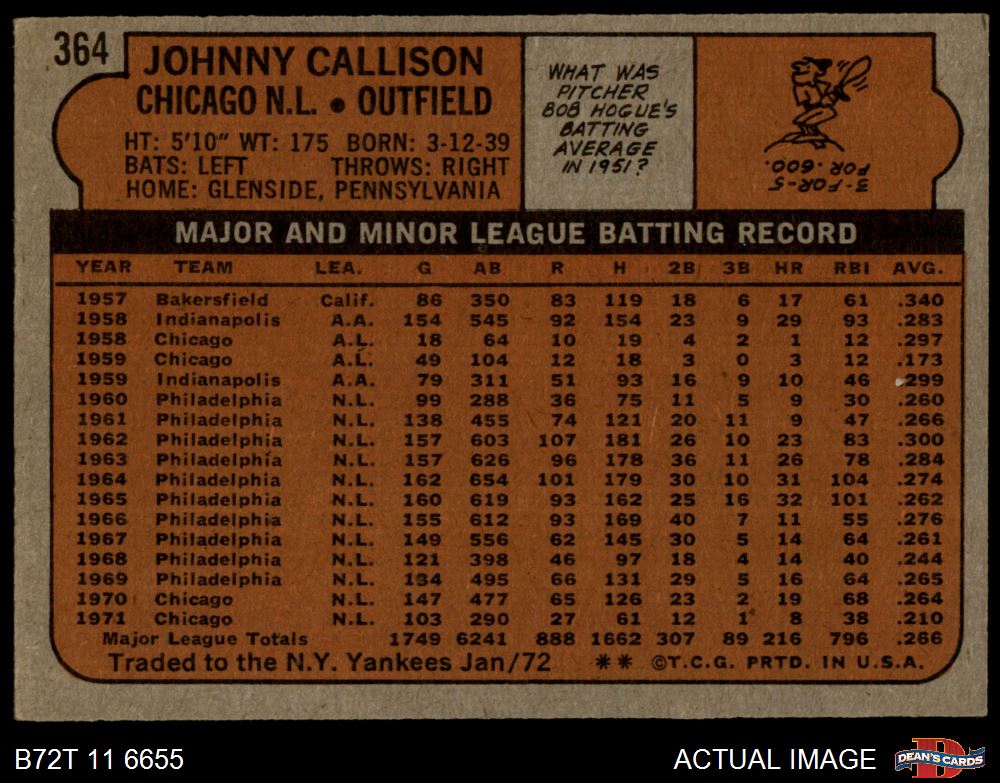 364
JOHNNY CALLISON
CHICAGO N.L. • OUTFIELD
HT: 5'10" WT: 175 BORN: 3-12-39
BATS: LEFT THROWS: RIGHT
HOME: GLENSIDE, PENNSYLVANIA
WHAT WAS
PITCHER
BOB HOGUE'S
BATTING
AVERAGE
IN 1951?
3-FOR-5
FOR .600.
MAJOR AND MINOR LEAGUE BATTING RECORD
YEAR TEAM LEA. G AB R H 2B 3B HR RBI AVG.
1957 Bakersfield Calif. 86 350 83 119 18 6 17 61 .340
1958 Indianapolis A.A. 154 545 92 154 23 9 29 93 .283
1958 Chicago A.L. 18 64 10 19 4 2 1 12 .297
1959 Chicago A.L. 49 104 12 18 3 0 3 12 .173
1959 Indianapolis A.A. 79 311 51 93 16 9 10 46 .299
1960 Philadelphia N.L. 99 288 36 75 11 5 9 30 .260
1961 Philadelphia N.L. 138 455 74 121 20 11 9 47 .266
1962 Philadelphia N.L. 157 603 107 181 26 10 23 83 .300
1963 Philadelphia N.L. 157 626 96 178 36 11 26 78 .284
1964 Philadelphia N.L. 162 654 101 179 30 10 31 104 .274
1965 Philadelphia N.L. 160 619 93 162 25 16 32 101 .262
1966 Philadelphia N.L. 155 612 93 169 40 7 11 55 .276
1967 Philadelphia N.L. 149 556 62 145 30 5 14 64 .261
1968 Philadelphia N.L. 121 398 46 97 18 4 14 40 .244
1969 Philadelphia N.L. 134 495 66 131 29 5 16 64 .265
1970 Chicago N.L. 147 477 65 126 23 2 19 68 .264
1971 Chicago N.L. 103 290 27 61 12 1 8 38 .210
Major League Totals 1749 6241 888 1662 307 89 216 796 .266
Traded to the N.Y. Yankees Jan/72 ** ©T.C.G. PRTD. IN U.S.A.
B72T 11 6655
ACTUAL IMAGE
D
DEAN'S CARDS